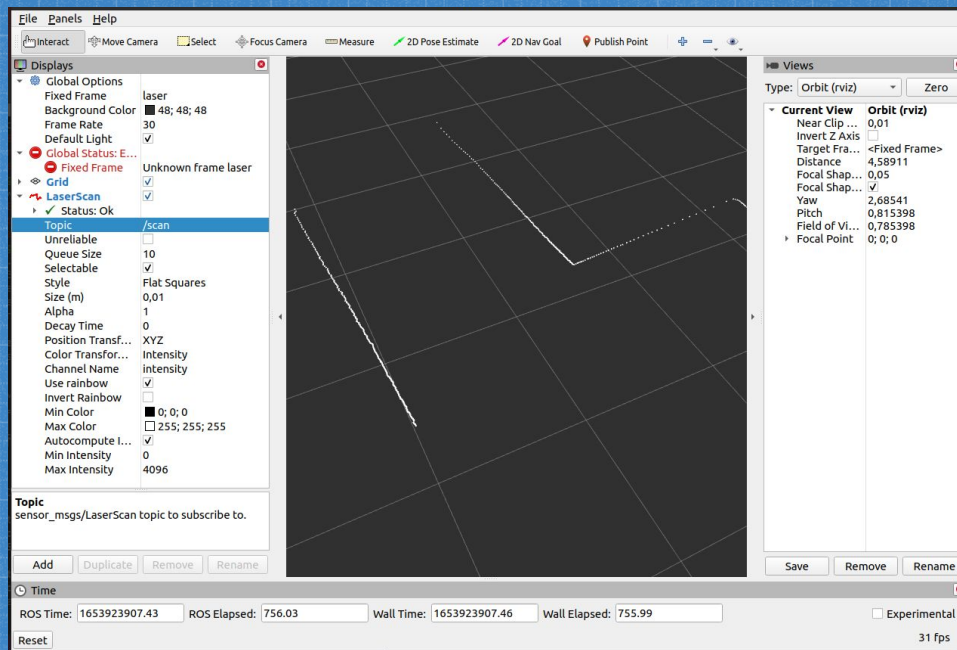 File Panels Help
Interact Move Camera Select Focus Camera Measure 2D Pose Estimate 2D Nav Goal Publish Point
Displays
Global Options
Fixed Frame laser
Background Color 48; 48; 48
Frame Rate 30
Default Light
Global Status: E...
Fixed Frame Unknown frame laser
Grid
LaserScan
Status: Ok
Topic /scan
Unreliable
Queue Size 10
Selectable
Style Flat Squares
Size (m) 0,01
Alpha 1
Decay Time 0
Position Transf... XYZ
Color Transfor... Intensity
Channel Name intensity
Use rainbow
Invert Rainbow
Min Color 0; 0; 0
Max Color 255; 255; 255
Autocompute I...
Min Intensity 0
Max Intensity 4096
Topic
sensor_msgs/LaserScan topic to subscribe to.
Add Duplicate Remove Rename
Views
Type: Orbit (rviz) Zero
Current View Orbit (rviz)
Near Clip ... 0,01
Invert Z Axis
Target Fra... <Fixed Frame>
Distance 4,58911
Focal Shap... 0,05
Focal Shap...
Yaw 2,68541
Pitch 0,815398
Field of Vi... 0,785398
Focal Point 0; 0; 0
Save Remove Rename
Time
ROS Time: 1653923907.43 ROS Elapsed: 756.03 Wall Time: 1653923907.46 Wall Elapsed: 755.99 Experimental
Reset 31 fps